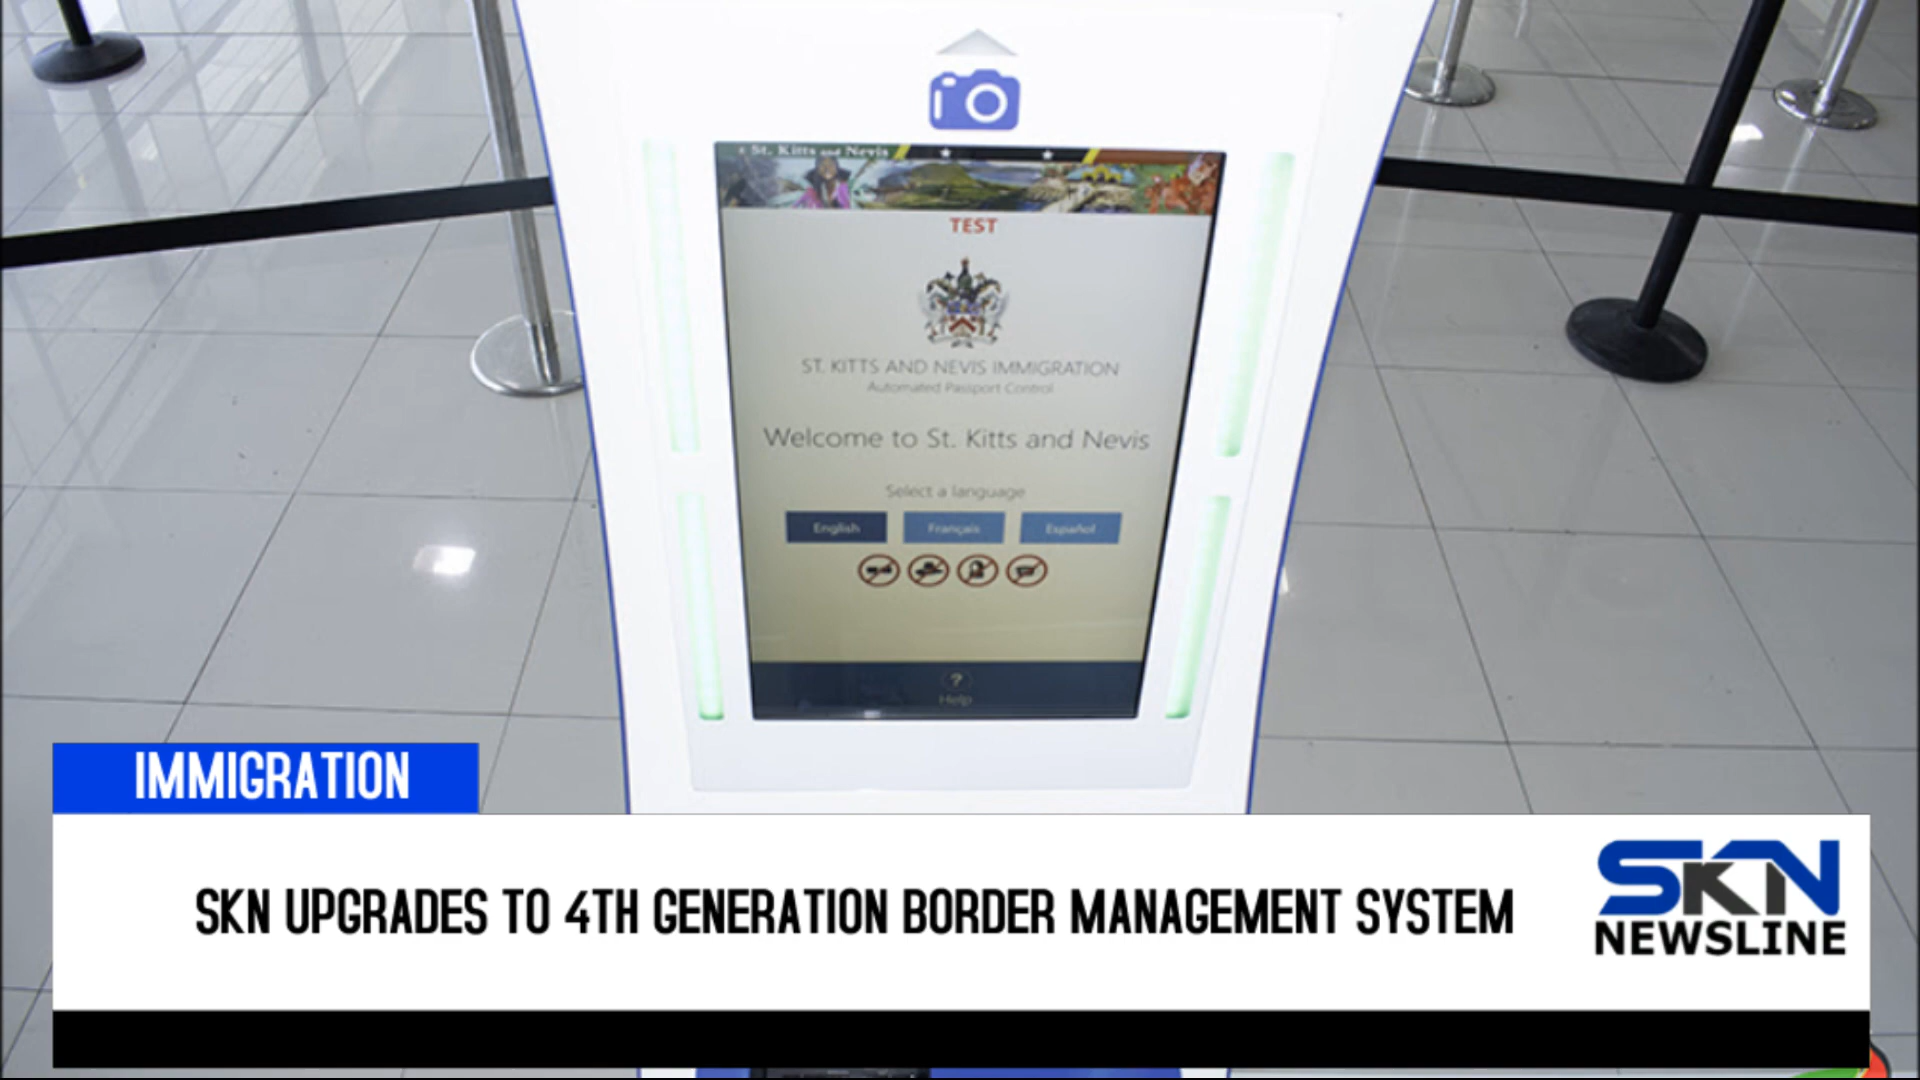 St. Kitts and Nevis
TEST
ST. KITTS AND NEVIS IMMIGRATION
Automated Passport Control
Welcome to St. Kitts and Nevis
Select a language
English Français Español
?
Help
IMMIGRATION
SKN UPGRADES TO 4TH GENERATION BORDER MANAGEMENT SYSTEM
SKN
NEWSLINE